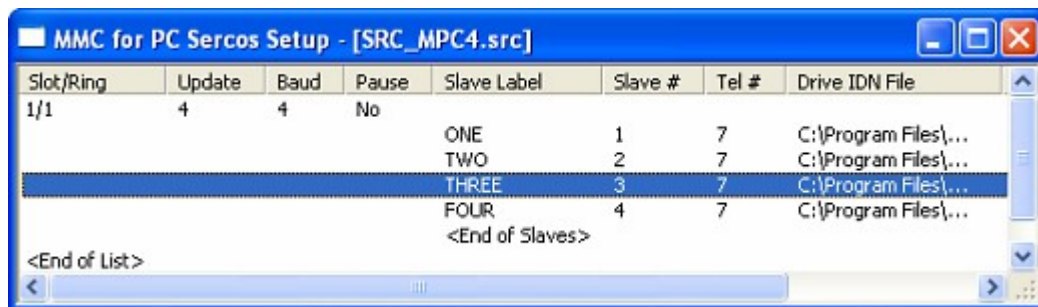 MMC for PC Sercos Setup - [SRC_MPC4.src]
Slot/Ring Update Baud Pause Slave Label Slave # Tel # Drive IDN File
1/1 4 4 No
ONE 1 7 C:\Program Files\...
TWO 2 7 C:\Program Files\...
THREE 3 7 C:\Program Files\...
FOUR 4 7 C:\Program Files\...
<End of Slaves>
<End of List>